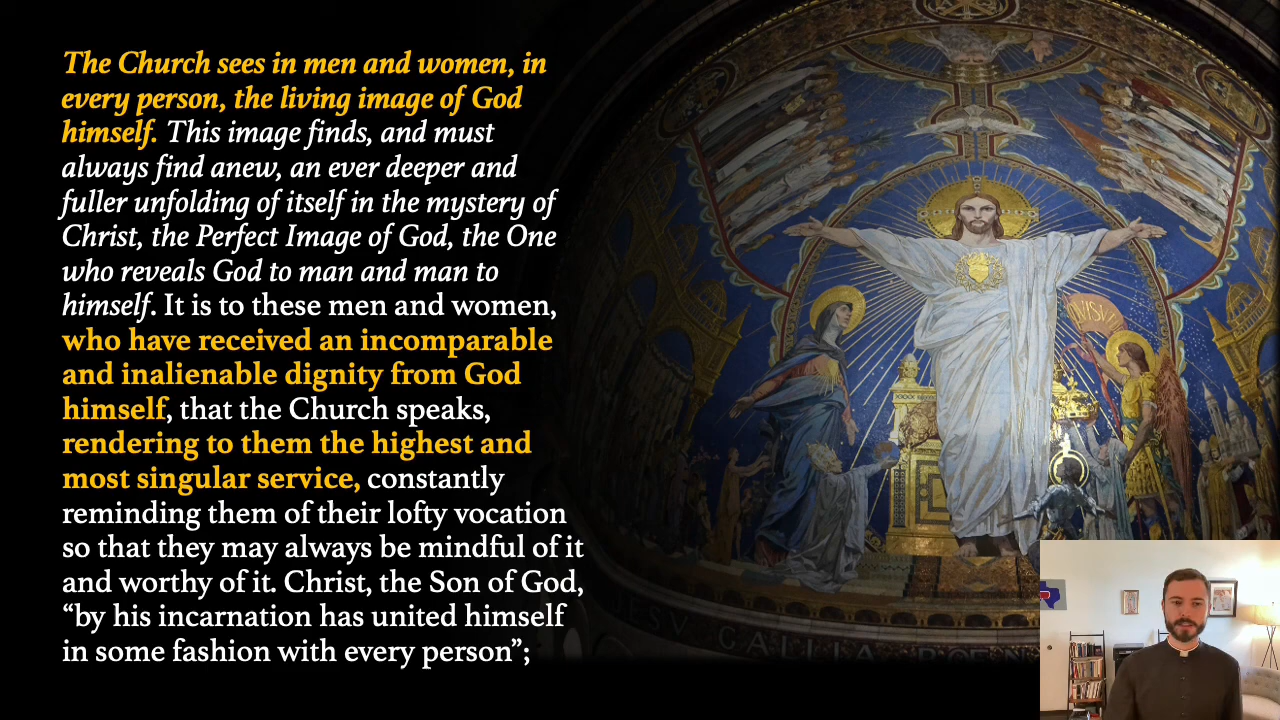 The Church sees in men and women, in
every person, the living image of God
himself. This image finds, and must
always find anew, an ever deeper and
fuller unfolding of itself in the mystery of
Christ, the Perfect Image of God, the One
who reveals God to man and man to
himself. It is to these men and women,
who have received an incomparable
and inalienable dignity from God
himself, that the Church speaks,
rendering to them the highest and
most singular service, constantly
reminding them of their lofty vocation
so that they may always be mindful of it
and worthy of it. Christ, the Son of God,
“by his incarnation has united himself
in some fashion with every person”;
GALLIA